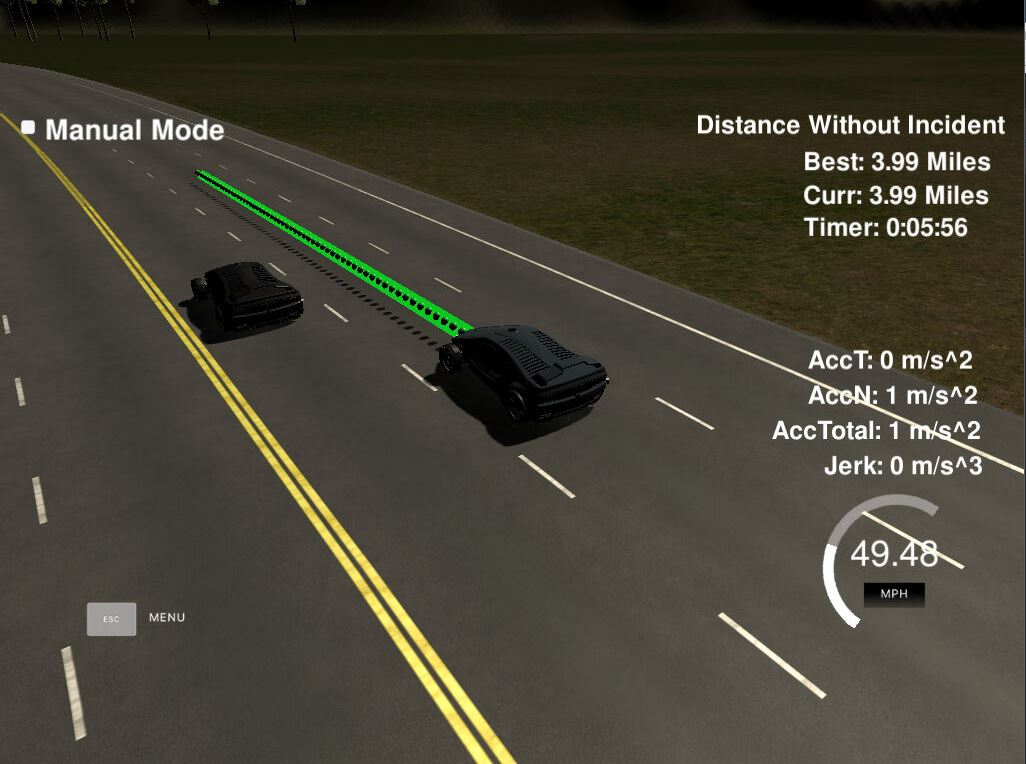 Manual Mode
Distance Without Incident
Best: 3.99 Miles
Curr: 3.99 Miles
Timer: 0:05:56
AccT: 0 m/s^2
AccN: 1 m/s^2
AccTotal: 1 m/s^2
Jerk: 0 m/s^3
49.48
MPH
ESC MENU